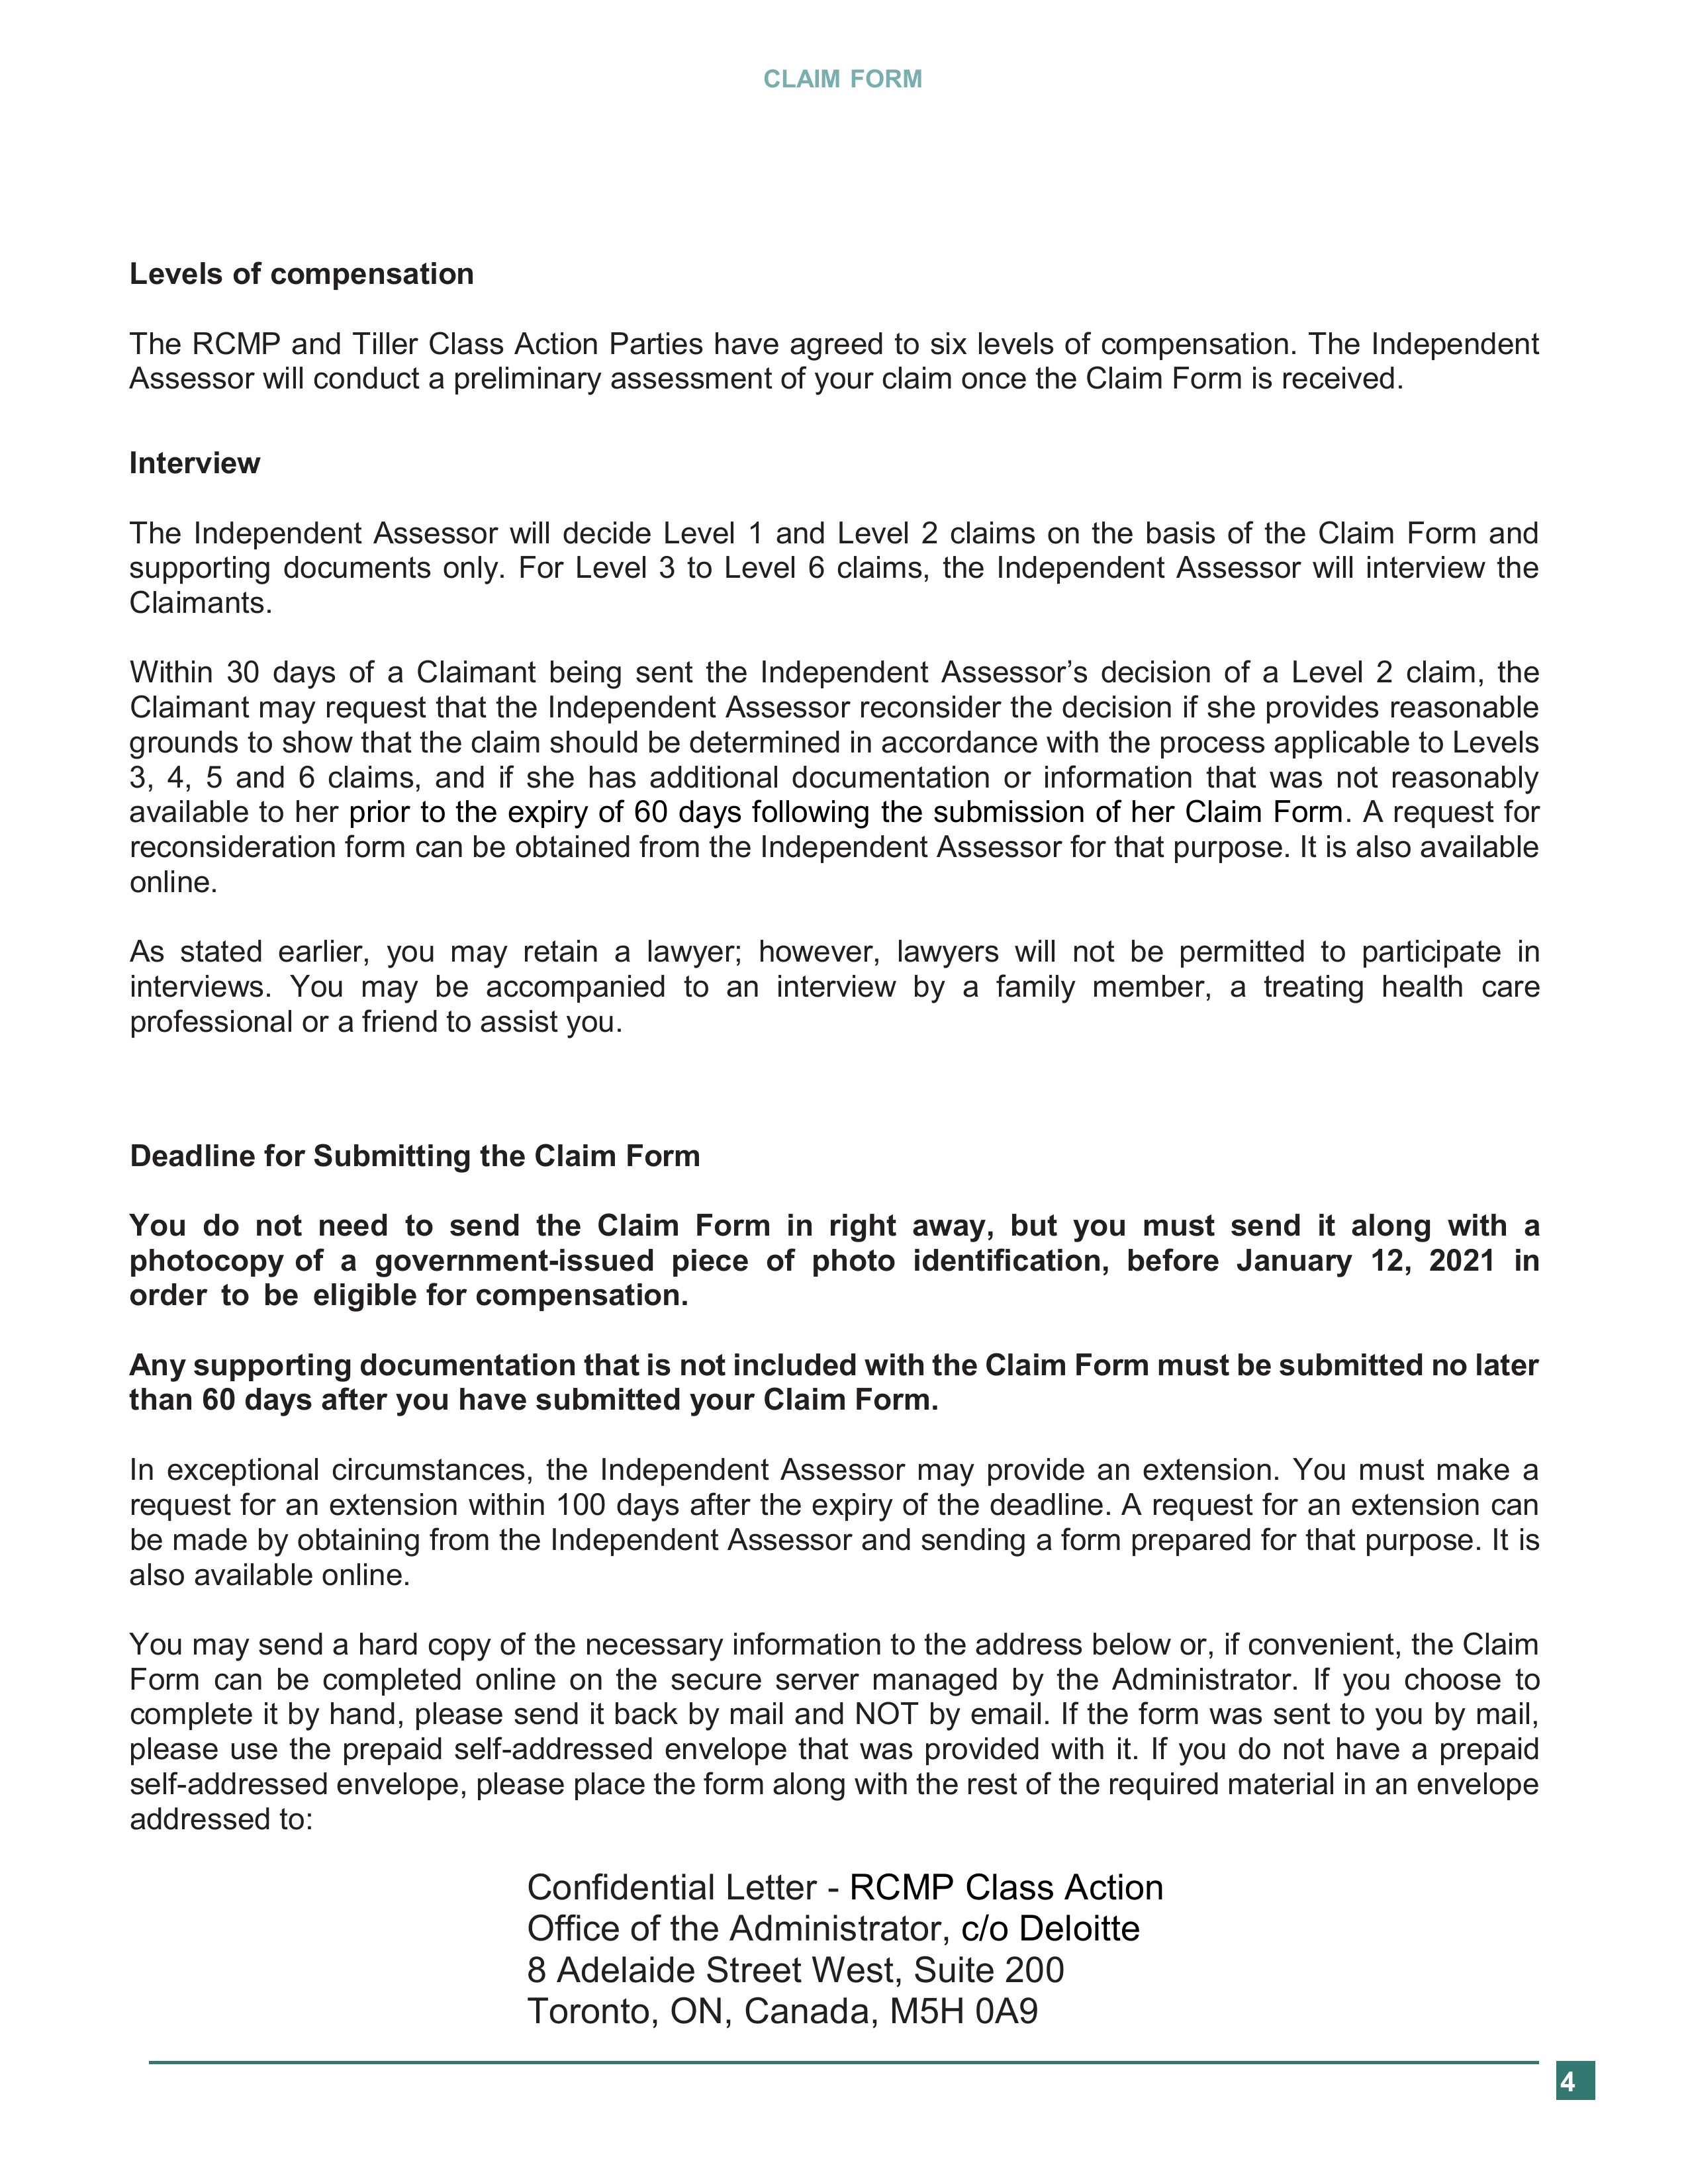 CLAIM FORM
Levels of compensation
The RCMP and Tiller Class Action Parties have agreed to six levels of compensation. The Independent
Assessor will conduct a preliminary assessment of your claim once the Claim Form is received.
Interview
The Independent Assessor will decide Level 1 and Level 2 claims on the basis of the Claim Form and
supporting documents only. For Level 3 to Level 6 claims, the Independent Assessor will interview the
Claimants.
Within 30 days of a Claimant being sent the Independent Assessor’s decision of a Level 2 claim, the
Claimant may request that the Independent Assessor reconsider the decision if she provides reasonable
grounds to show that the claim should be determined in accordance with the process applicable to Levels
3, 4, 5 and 6 claims, and if she has additional documentation or information that was not reasonably
available to her prior to the expiry of 60 days following the submission of her Claim Form. A request for
reconsideration form can be obtained from the Independent Assessor for that purpose. It is also available
online.
As stated earlier, you may retain a lawyer; however, lawyers will not be permitted to participate in
interviews. You may be accompanied to an interview by a family member, a treating health care
professional or a friend to assist you.
Deadline for Submitting the Claim Form
You do not need to send the Claim Form in right away, but you must send it along with a
photocopy of a government-issued piece of photo identification, before January 12, 2021 in
order to be eligible for compensation.
Any supporting documentation that is not included with the Claim Form must be submitted no later
than 60 days after you have submitted your Claim Form.
In exceptional circumstances, the Independent Assessor may provide an extension. You must make a
request for an extension within 100 days after the expiry of the deadline. A request for an extension can
be made by obtaining from the Independent Assessor and sending a form prepared for that purpose. It is
also available online.
You may send a hard copy of the necessary information to the address below or, if convenient, the Claim
Form can be completed online on the secure server managed by the Administrator. If you choose to
complete it by hand, please send it back by mail and NOT by email. If the form was sent to you by mail,
please use the prepaid self-addressed envelope that was provided with it. If you do not have a prepaid
self-addressed envelope, please place the form along with the rest of the required material in an envelope
addressed to:
Confidential Letter - RCMP Class Action
Office of the Administrator, c/o Deloitte
8 Adelaide Street West, Suite 200
Toronto, ON, Canada, M5H 0A9
4